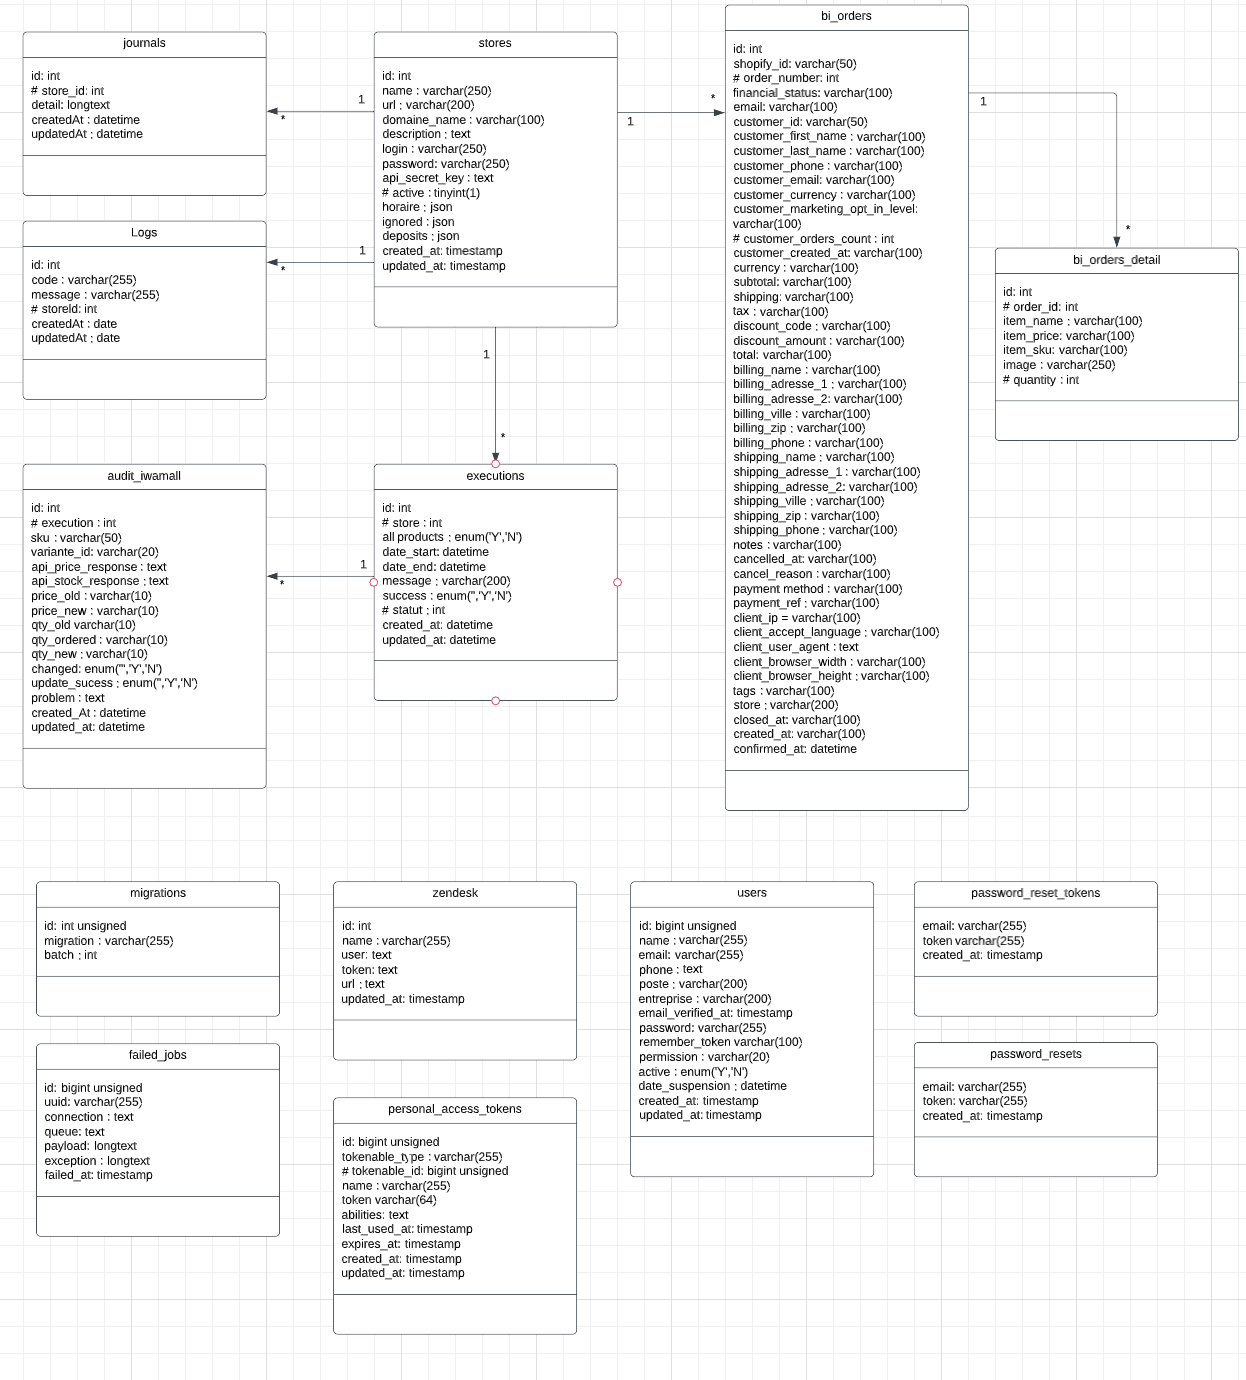 journals
id: int
# store_id: int
detail: longtext
createdAt : datetime
updatedAt : datetime
1
*
stores
id: int
name : varchar(250)
url : varchar(200)
domaine_name : varchar(100)
description : text
login : varchar(250)
password: varchar(250)
api_secret_key : text
# active : tinyint(1)
horaire : json
ignored : json
deposits : json
created_at: timestamp
updated_at: timestamp
1
*
bi_orders
id: int
shopify_id: varchar(50)
# order_number: int
financial_status: varchar(100)
email: varchar(100)
customer_id: varchar(50)
customer_first_name : varchar(100)
customer_last_name : varchar(100)
customer_phone : varchar(100)
customer_email: varchar(100)
customer_currency : varchar(100)
customer_marketing_opt_in_level:
varchar(100)
# customer_orders_count : int
customer_created_at: varchar(100)
currency : varchar(100)
subtotal: varchar(100)
shipping: varchar(100)
tax : varchar(100)
discount_code : varchar(100)
discount_amount : varchar(100)
total: varchar(100)
billing_name : varchar(100)
billing_adresse_1 : varchar(100)
billing_adresse_2: varchar(100)
billing_ville : varchar(100)
billing_zip : varchar(100)
billing_phone : varchar(100)
shipping_name : varchar(100)
shipping_adresse_1 : varchar(100)
shipping_adresse_2: varchar(100)
shipping_ville : varchar(100)
shipping_zip : varchar(100)
shipping_phone : varchar(100)
notes : varchar(100)
cancelled_at: varchar(100)
cancel_reason : varchar(100)
payment method : varchar(100)
payment_ref : varchar(100)
client_ip = varchar(100)
client_accept_language : varchar(100)
client_user_agent : text
client_browser_width : varchar(100)
client_browser_height : varchar(100)
tags : varchar(100)
store : varchar(200)
closed_at: varchar(100)
created_at: varchar(100)
confirmed_at: datetime
1
*
bi_orders_detail
id: int
# order_id: int
item_name : varchar(100)
item_price: varchar(100)
item_sku: varchar(100)
image : varchar(250)
# quantity : int
Logs
id: int
code : varchar(255)
message : varchar(255)
# storeId: int
createdAt : date
updatedAt : date
1
*
1
*
audit_iwamall
id: int
# execution : int
sku : varchar(50)
variante_id: varchar(20)
api_price_response : text
api_stock_response : text
price_old : varchar(10)
price_new : varchar(10)
qty_old varchar(10)
qty_ordered : varchar(10)
qty_new : varchar(10)
changed: enum('','Y','N')
update_sucess : enum('','Y','N')
problem : text
created_At : datetime
updated_at: datetime
1
*
executions
id: int
# store : int
all products : enum('Y','N')
date_start: datetime
date_end: datetime
message : varchar(200)
success : enum('','Y','N')
# statut : int
created_at: datetime
updated_at: datetime
migrations
id: int unsigned
migration : varchar(255)
batch : int
zendesk
id: int
name : varchar(255)
user: text
token: text
url : text
updated_at: timestamp
users
id: bigint unsigned
name : varchar(255)
email: varchar(255)
phone : text
poste : varchar(200)
entreprise : varchar(200)
email_verified_at: timestamp
password: varchar(255)
remember_token varchar(100)
permission : varchar(20)
active : enum('Y','N')
date_suspension : datetime
created_at: timestamp
updated_at: timestamp
password_reset_tokens
email: varchar(255)
token varchar(255)
created_at: timestamp
failed_jobs
id: bigint unsigned
uuid: varchar(255)
connection : text
queue: text
payload: longtext
exception : longtext
failed_at: timestamp
personal_access_tokens
id: bigint unsigned
tokenable_type : varchar(255)
# tokenable_id: bigint unsigned
name : varchar(255)
token varchar(64)
abilities: text
last_used_at: timestamp
expires_at: timestamp
created_at: timestamp
updated_at: timestamp
password_resets
email: varchar(255)
token: varchar(255)
created_at: timestamp